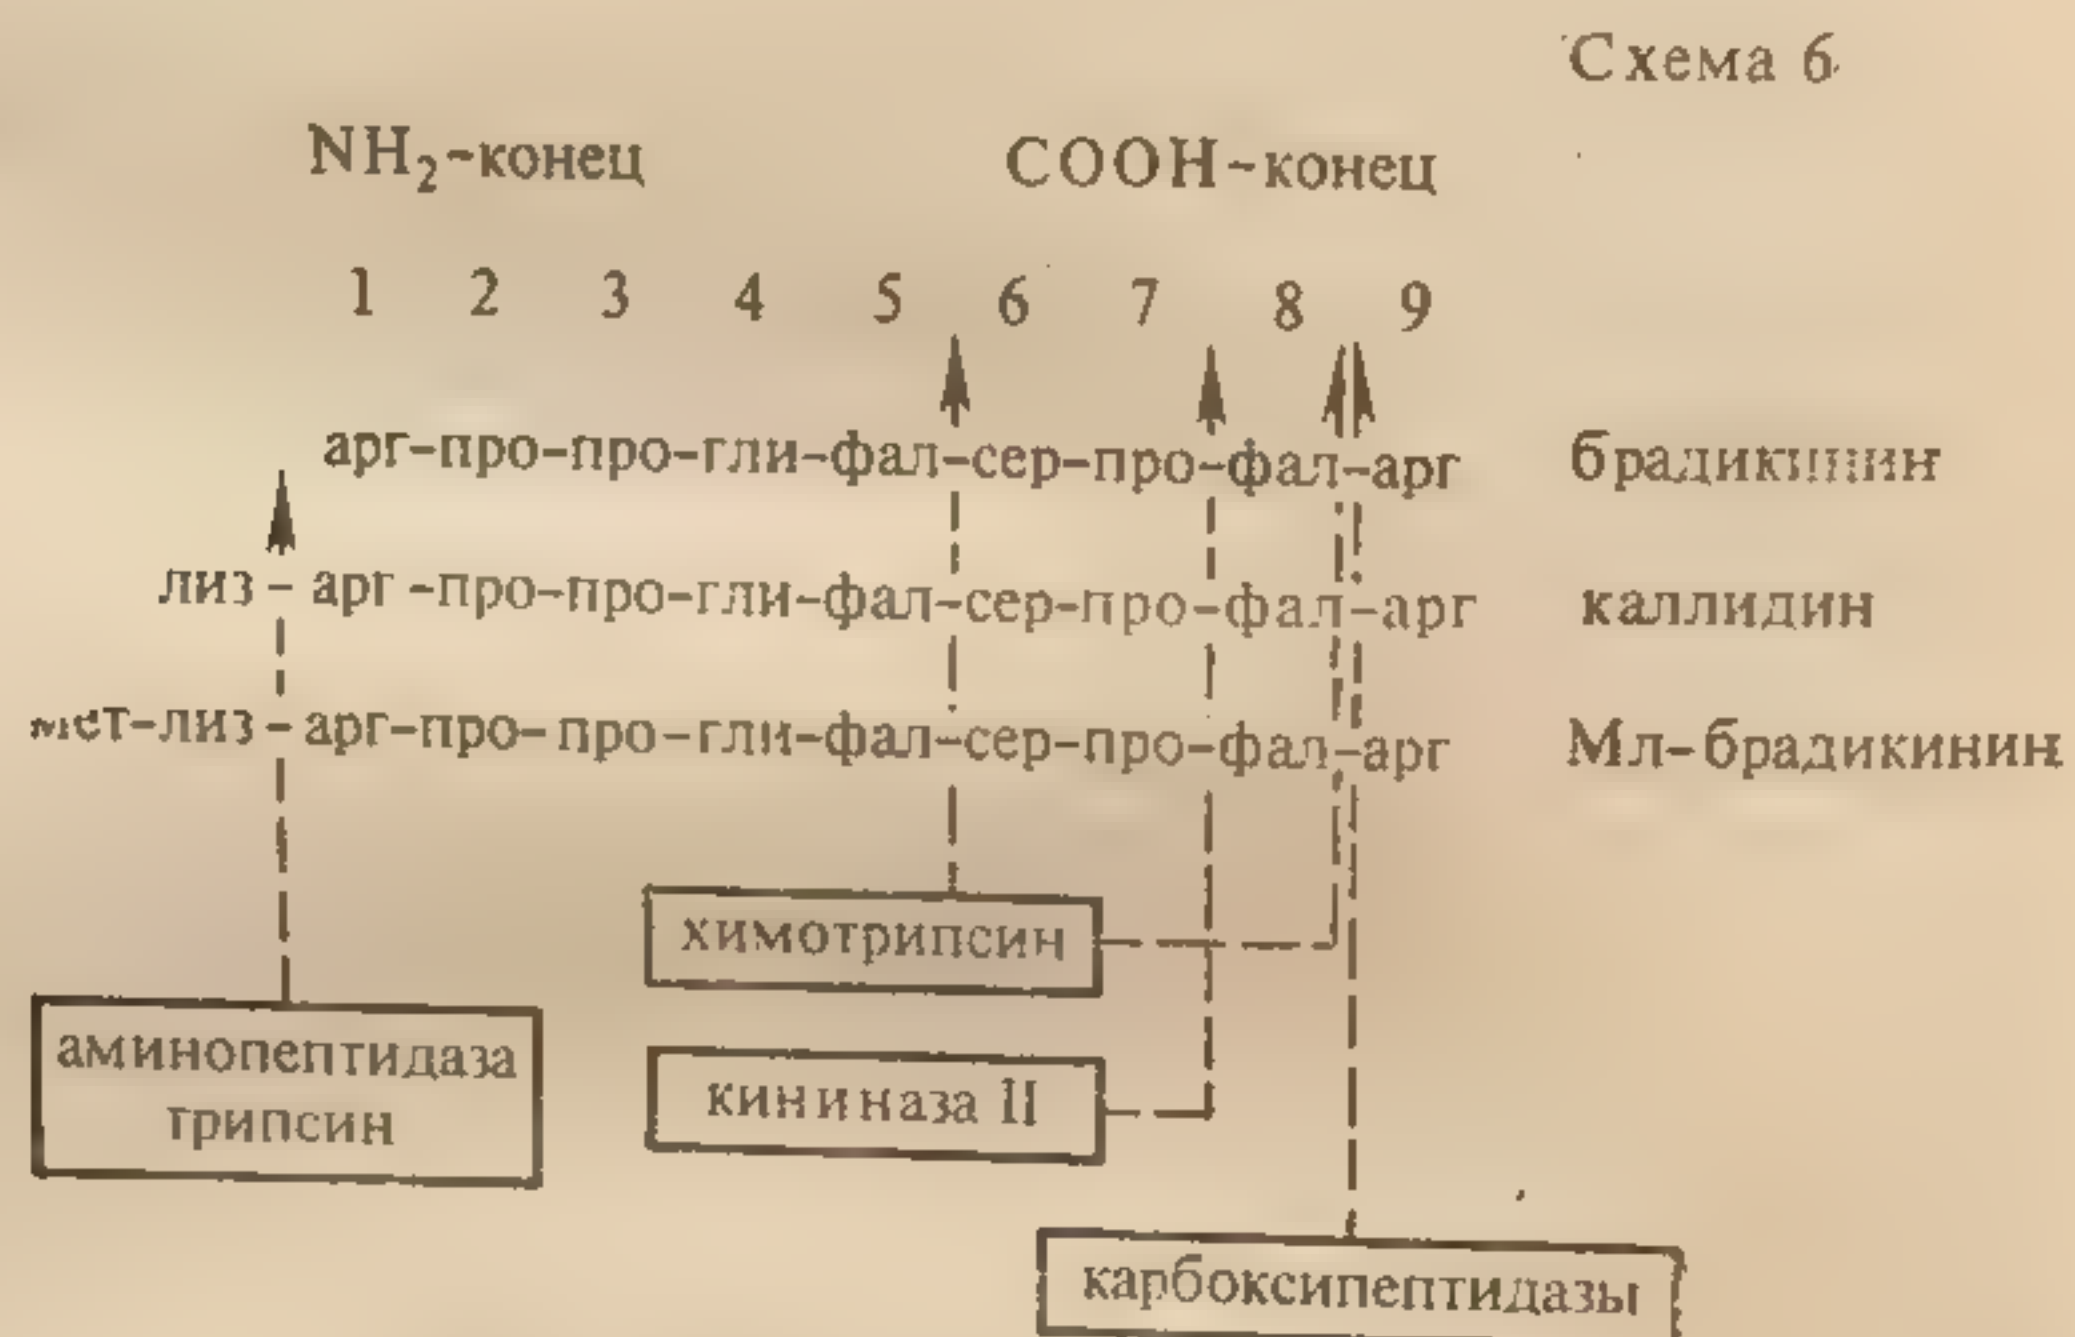 Схема 6
NH₂-конец COOH-конец
1 2 3 4 5 6 7 8 9
арг-про-про-гли-фал-сер-про-фал-арг брадикинин
лиз - арг -про-про-гли-фал-сер-про-фал-арг каллидин
мет-лиз - арг-про-про-гли-фал-сер-про-фал-арг Мл-брадикинин
химотрипсин
аминопептидаза
трипсин
кининаза II
карбоксипептидазы